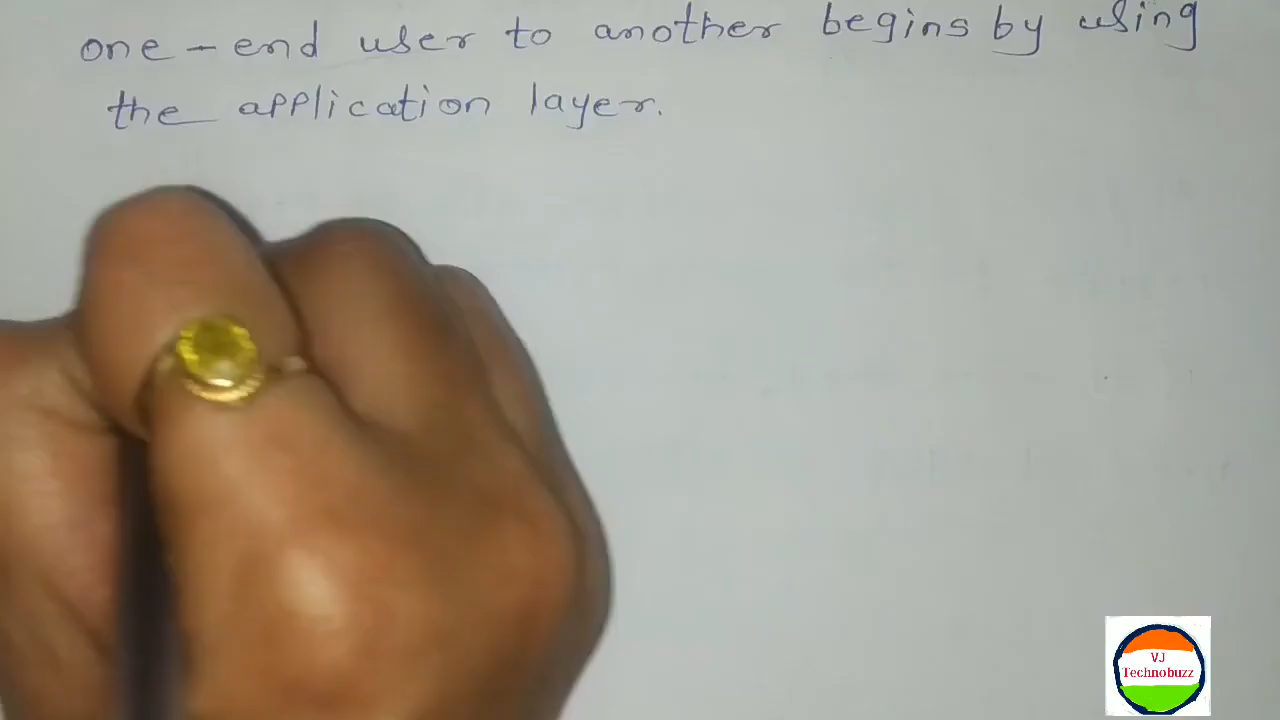 one-end user to another begins by using
the application layer.
VJ
Technobuzz